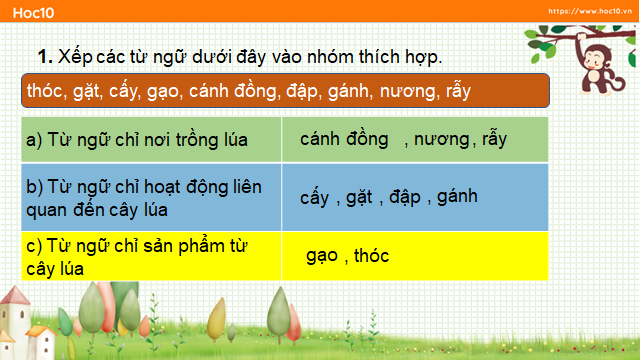 Hoc10
https://www.hoc10.vn
1. Xếp các từ ngữ dưới đây vào nhóm thích hợp.
thóc, gặt, cấy, gạo, cánh đồng, đập, gánh, nương, rẫy
a) Từ ngữ chỉ nơi trồng lúa
cánh đồng , nương, rẫy
b) Từ ngữ chỉ hoạt động liên
quan đến cây lúa
cấy , gặt , đập , gánh
c) Từ ngữ chỉ sản phẩm từ
cây lúa
gạo , thóc